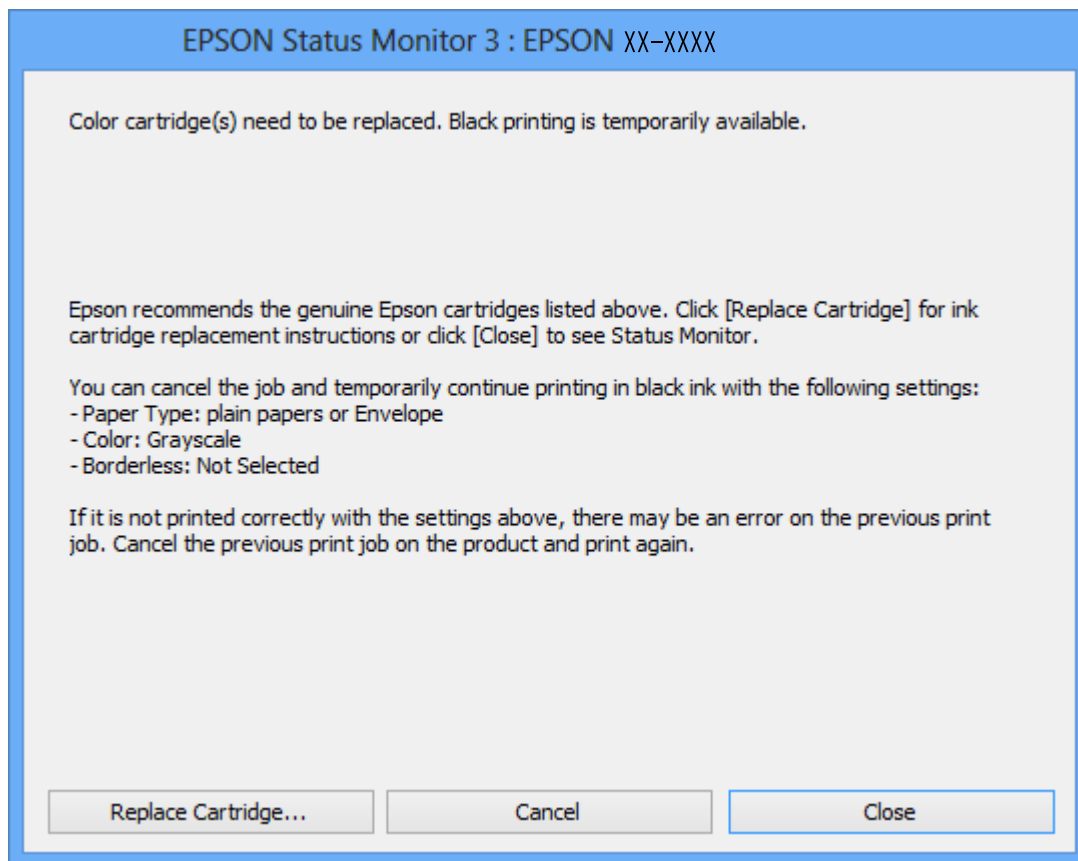 EPSON Status Monitor 3 : EPSON XX-XXXX
Color cartridge(s) need to be replaced. Black printing is temporarily available.
Epson recommends the genuine Epson cartridges listed above. Click [Replace Cartridge] for ink
cartridge replacement instructions or click [Close] to see Status Monitor.
You can cancel the job and temporarily continue printing in black ink with the following settings:
- Paper Type: plain papers or Envelope
- Color: Grayscale
- Borderless: Not Selected
If it is not printed correctly with the settings above, there may be an error on the previous print
job. Cancel the previous print job on the product and print again.
Replace Cartridge... Cancel Close